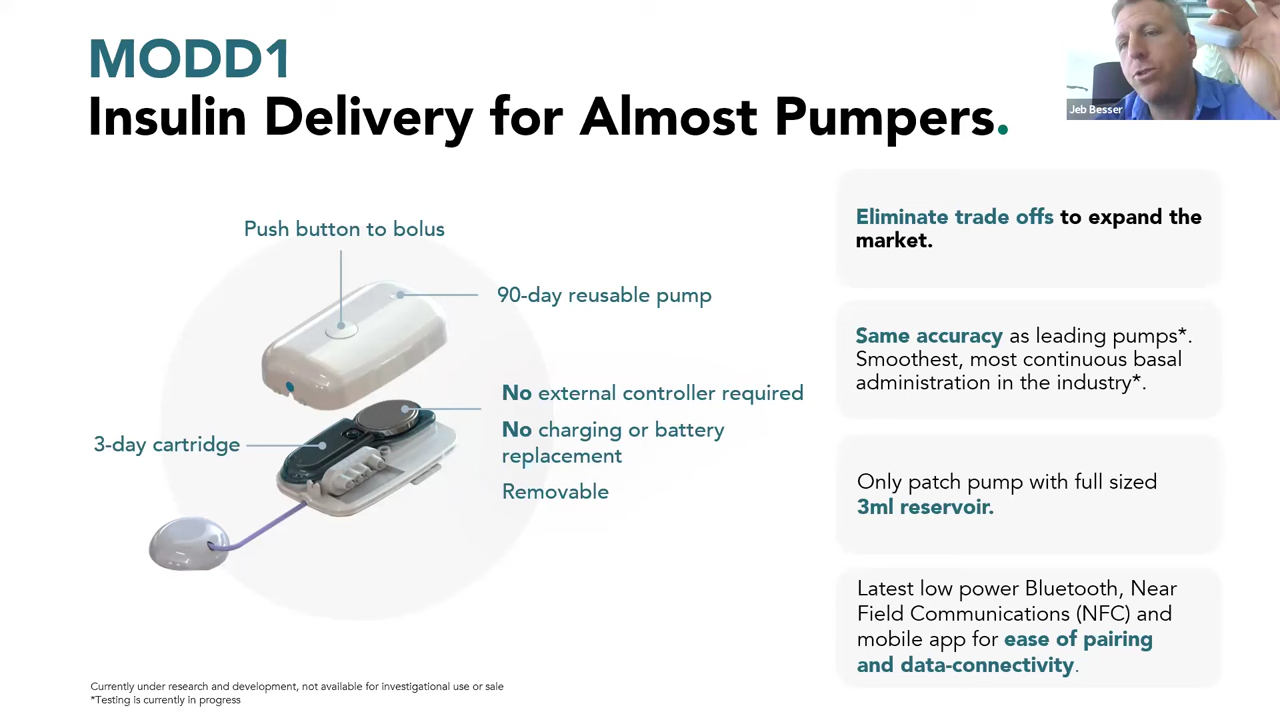 MODD1
Insulin Delivery for Almost Pumpers.
Jeb Besser
Push button to bolus
90-day reusable pump
No external controller required
3-day cartridge
No charging or battery
replacement
Removable
Eliminate trade offs to expand the
market.
Same accuracy as leading pumps*.
Smoothest, most continuous basal
administration in the industry*.
Only patch pump with full sized
3ml reservoir.
Latest low power Bluetooth, Near
Field Communications (NFC) and
mobile app for ease of pairing
and data-connectivity.
Currently under research and development, not available for investigational use or sale
*Testing is currently in progress